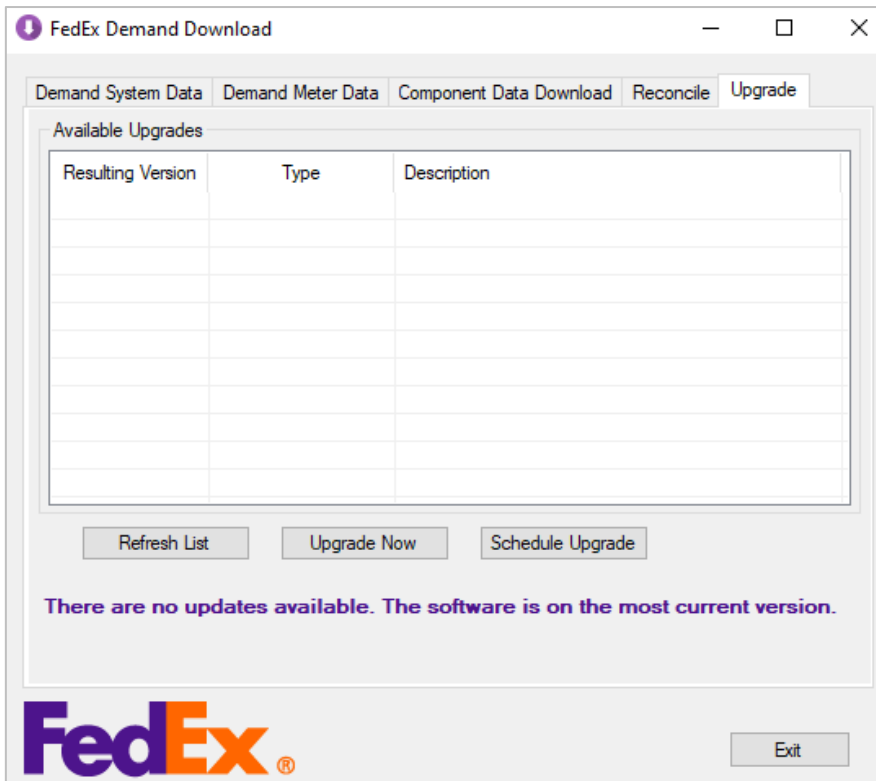 FedEx Demand Download
Demand System Data Demand Meter Data Component Data Download Reconcile Upgrade
Available Upgrades
Resulting Version Type Description
Refresh List Upgrade Now Schedule Upgrade
There are no updates available. The software is on the most current version.
FedEx®
Exit